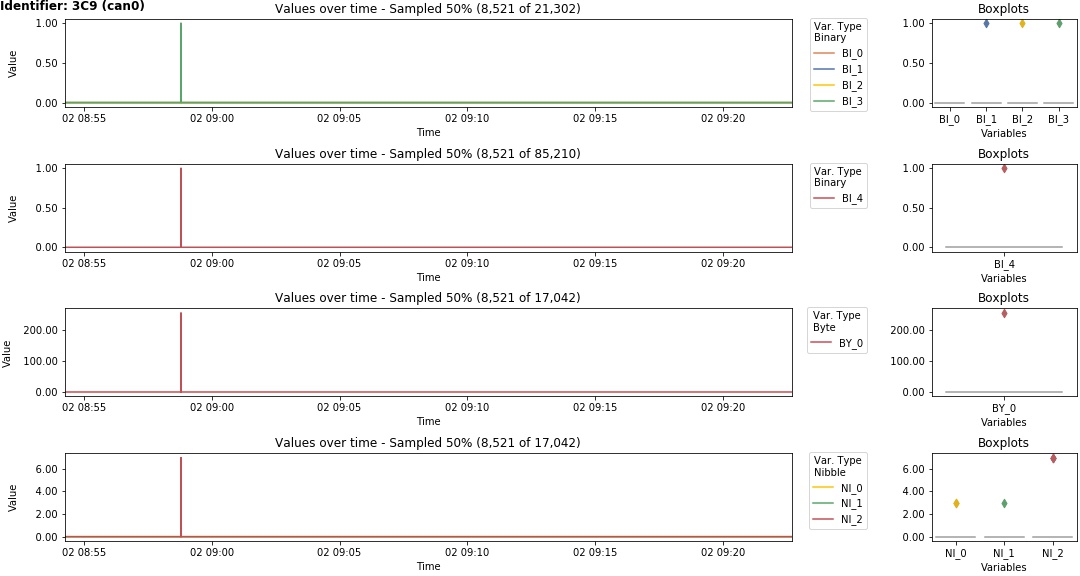 Identifier: 3C9 (can0)
Values over time - Sampled 50% (8,521 of 21,302)
Value
1.00
0.50
0.00
02 08:55
02 09:00
02 09:05
02 09:10
02 09:15
02 09:20
Time
Var. Type
Binary
BI_0
BI_1
BI_2
BI_3
Boxplots
1.00
0.50
0.00
BI_0
BI_1
BI_2
BI_3
Variables
Values over time - Sampled 50% (8,521 of 85,210)
Value
1.00
0.50
0.00
02 08:55
02 09:00
02 09:05
02 09:10
02 09:15
02 09:20
Time
Var. Type
Binary
BI_4
Boxplots
1.00
0.50
0.00
BI_4
Variables
Values over time - Sampled 50% (8,521 of 17,042)
Value
200.00
100.00
0.00
02 08:55
02 09:00
02 09:05
02 09:10
02 09:15
02 09:20
Time
Var. Type
Byte
BY_0
Boxplots
200.00
100.00
0.00
BY_0
Variables
Values over time - Sampled 50% (8,521 of 17,042)
Value
6.00
4.00
2.00
0.00
02 08:55
02 09:00
02 09:05
02 09:10
02 09:15
02 09:20
Time
Var. Type
Nibble
NI_0
NI_1
NI_2
Boxplots
6.00
4.00
2.00
0.00
NI_0
NI_1
NI_2
Variables